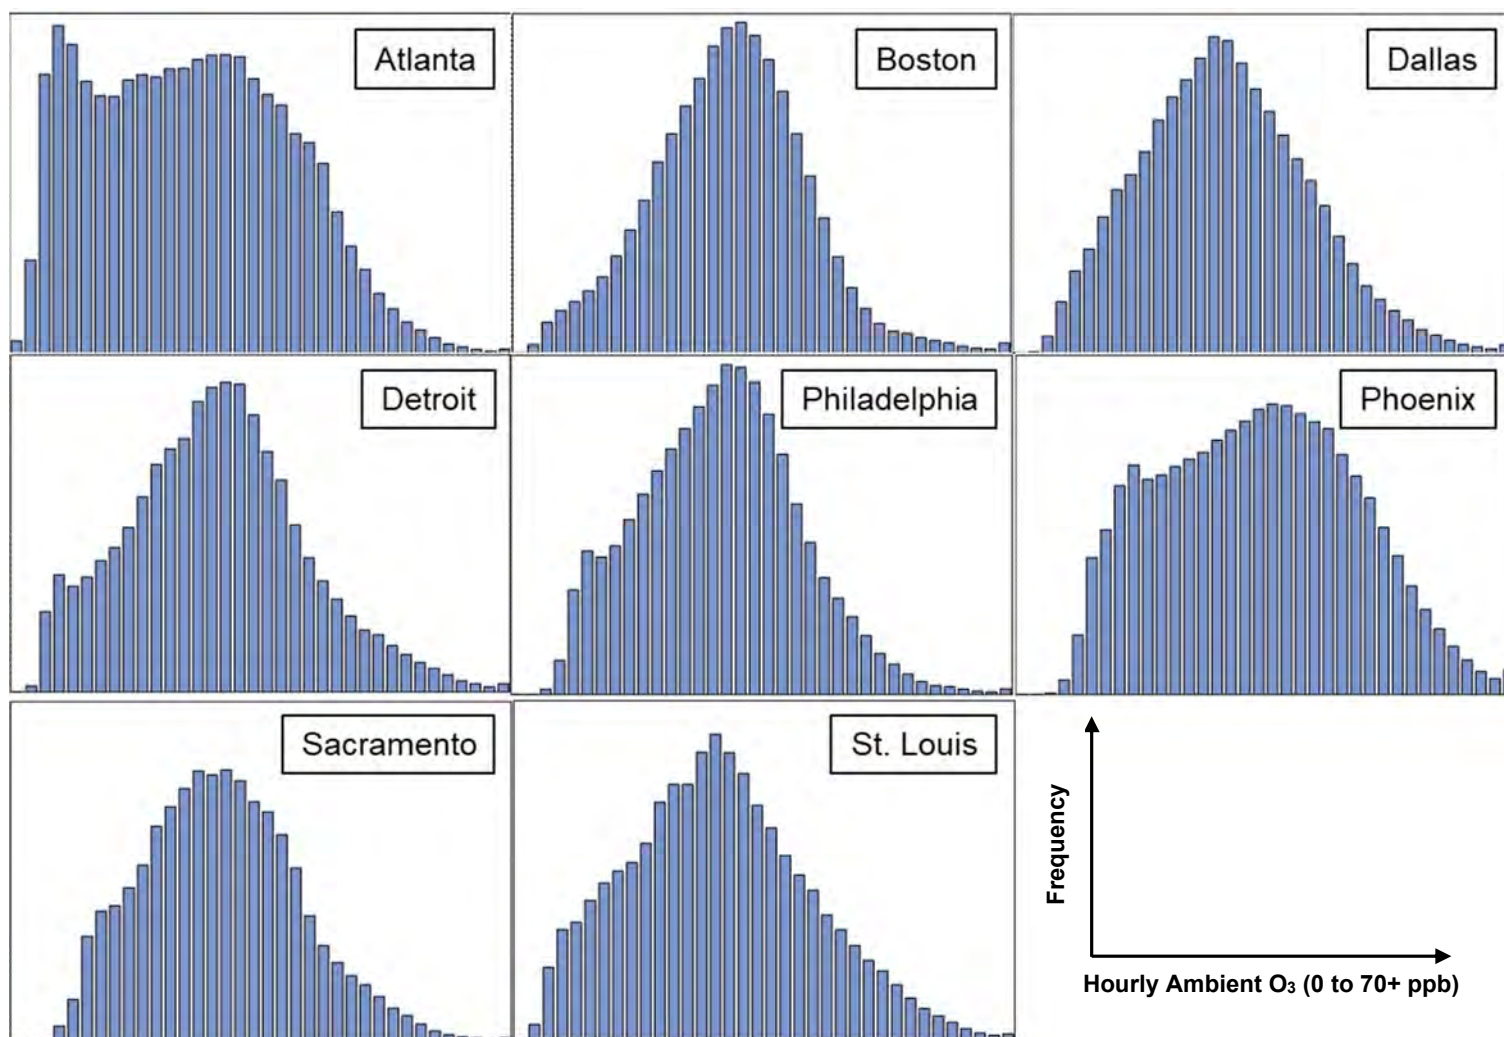 Atlanta
Boston
Dallas
Detroit
Philadelphia
Phoenix
Sacramento
St. Louis
Frequency
Hourly Ambient O₃ (0 to 70+ ppb)